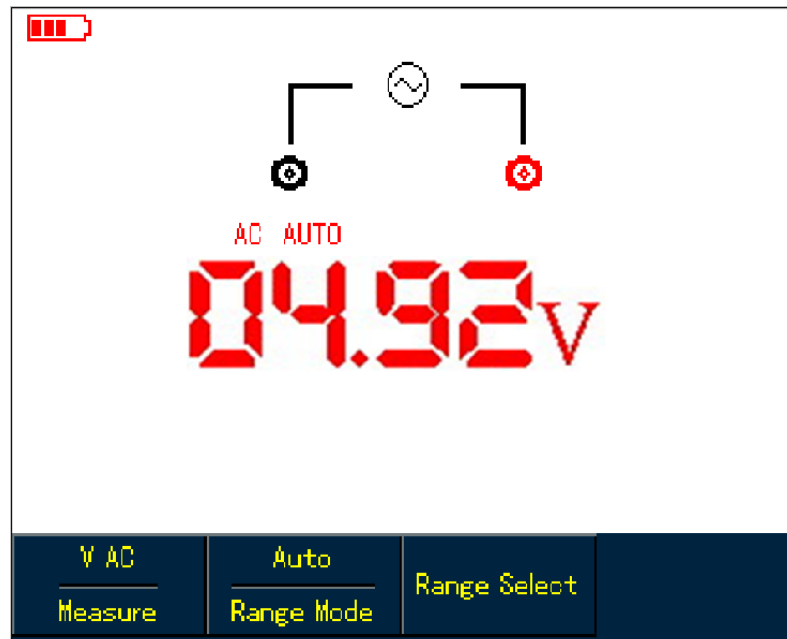 AC AUTO
04.92V
V AC
Measure
Auto
Range Mode
Range Select